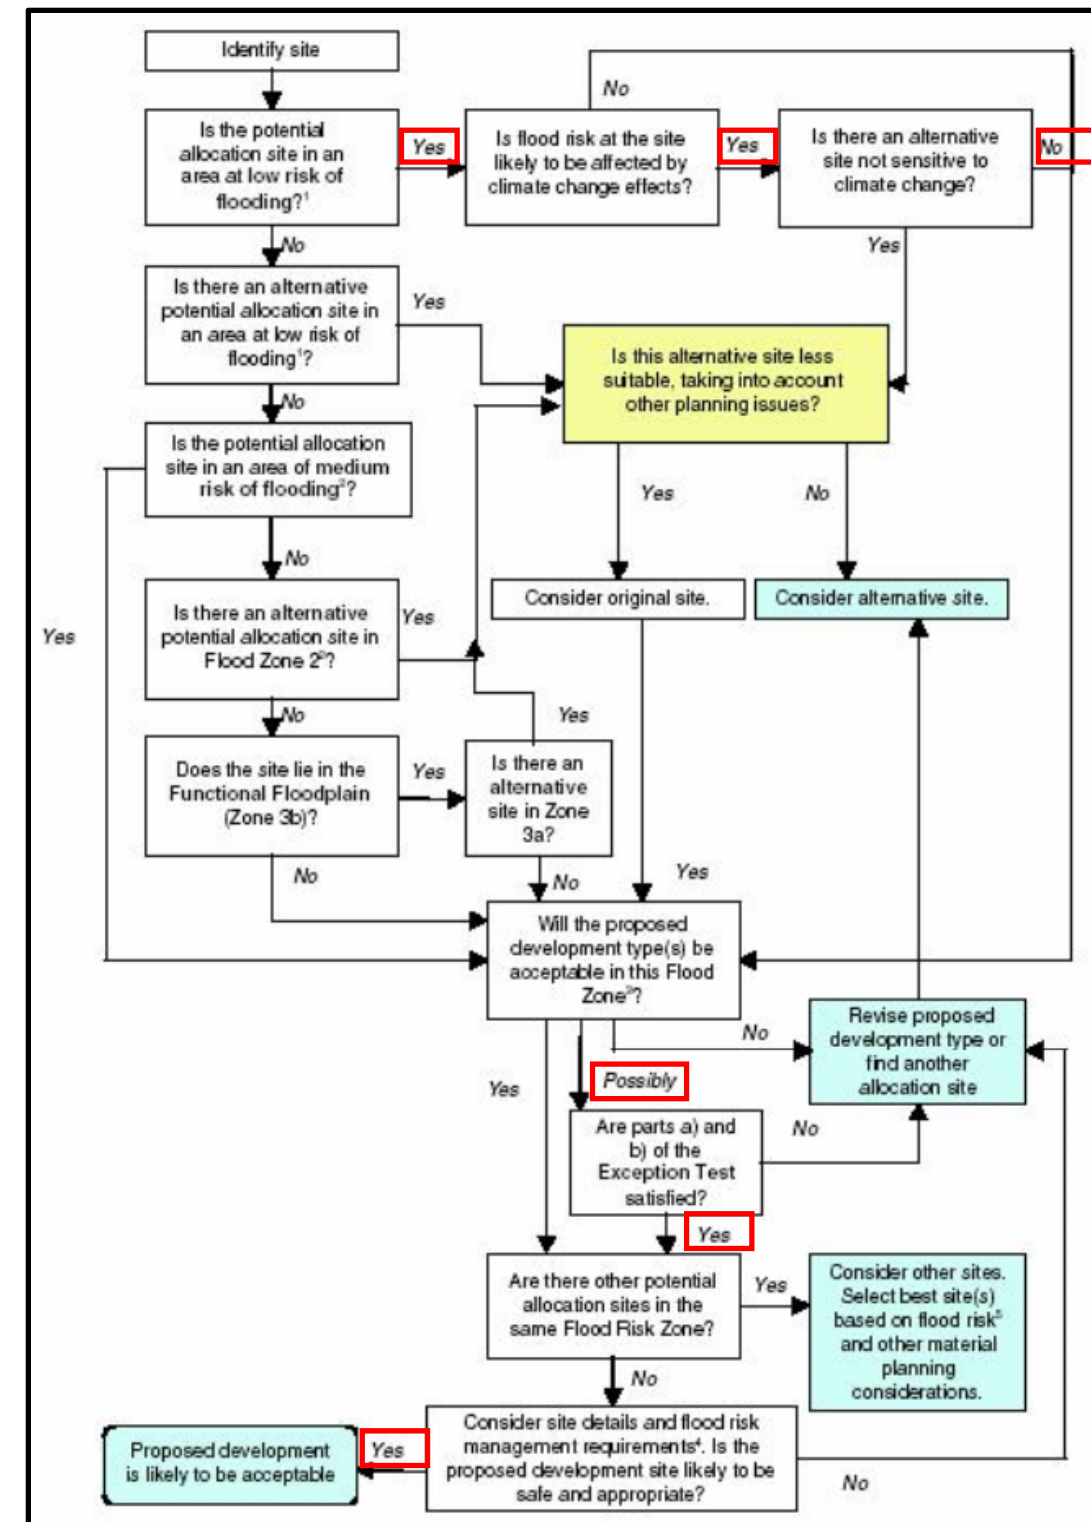 Identify site
No
Is the potential
allocation site in an
area at low risk of
flooding?¹
Yes
Is flood risk at the site
likely to be affected by
climate change effects?
Yes
Is there an alternative
site not sensitive to
climate change?
No
No
Yes
Is there an alternative
potential allocation site in
an area at low risk of
flooding¹?
Yes
Is this alternative site less
suitable, taking into account
other planning issues?
No
Is the potential allocation
site in an area of medium
risk of flooding²?
Yes
No
No
Is there an alternative
potential allocation site in
Flood Zone 2²?
Yes
Consider original site.
Consider alternative site.
Yes
No
Yes
Does the site lie in the
Functional Floodplain
(Zone 3b)?
Yes
Is there an
alternative
site in Zone
3a?
No
No
Yes
Will the proposed
development type(s) be
acceptable in this Flood
Zone³?
No
Revise proposed
development type or
find another
allocation site
Yes
Possibly
Are parts a) and
b) of the
Exception Test
satisfied?
No
Yes
Are there other potential
allocation sites in the
same Flood Risk Zone?
Yes
Consider other sites.
Select best site(s)
based on flood risk⁵
and other material
planning
considerations.
No
Proposed development
is likely to be acceptable
Yes
Consider site details and flood risk
management requirements⁴. Is the
proposed development site likely to be
safe and appropriate?
No